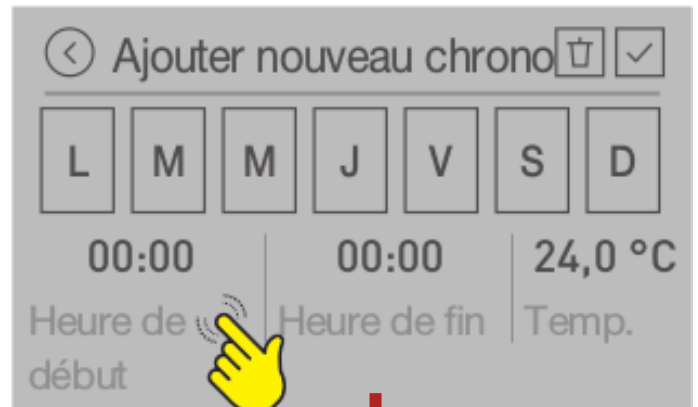 Ajouter nouveau chrono
L M M J V S D
00:00 00:00 24,0 °C
Heure de début Heure de fin Temp.